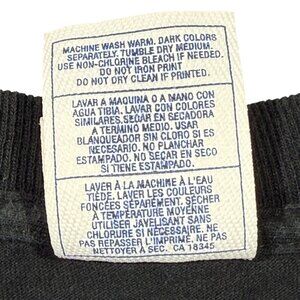 MACHINE WASH WARM. DARK COLORS
SEPARATELY. TUMBLE DRY MEDIUM.
USE NON-CHLORINE BLEACH IF NEEDED.
DO NOT IRON PRINT
DO NOT DRY CLEAN IF PRINTED.
LAVAR A MAQUINA O A MANO CON
AGUA TIBIA. LAVAR CON COLORES
SIMILARES. SECAR EN SECADORA
A TERMINO MEDIO. USAR
BLANQUEADOR SIN CLORO SI ES
NECESARIO. NO PLANCHAR
ESTAMPADO. NO SECAR EN SECO
SI TIENE ESTAMPADO.
LAVER À LA MACHINE À L'EAU
TIÈDE. LAVER LES COULEURS
FONCÉES SÉPARÉMENT. SÉCHER
À TEMPÉRATURE MOYENNE
UTILISER JAVELISANT SANS
CHLORURE SI NÉCESSAIRE. NE
PAS REPASSER L'IMPRIMÉ. NE PAS
NETTOYER À SEC. CA 18345